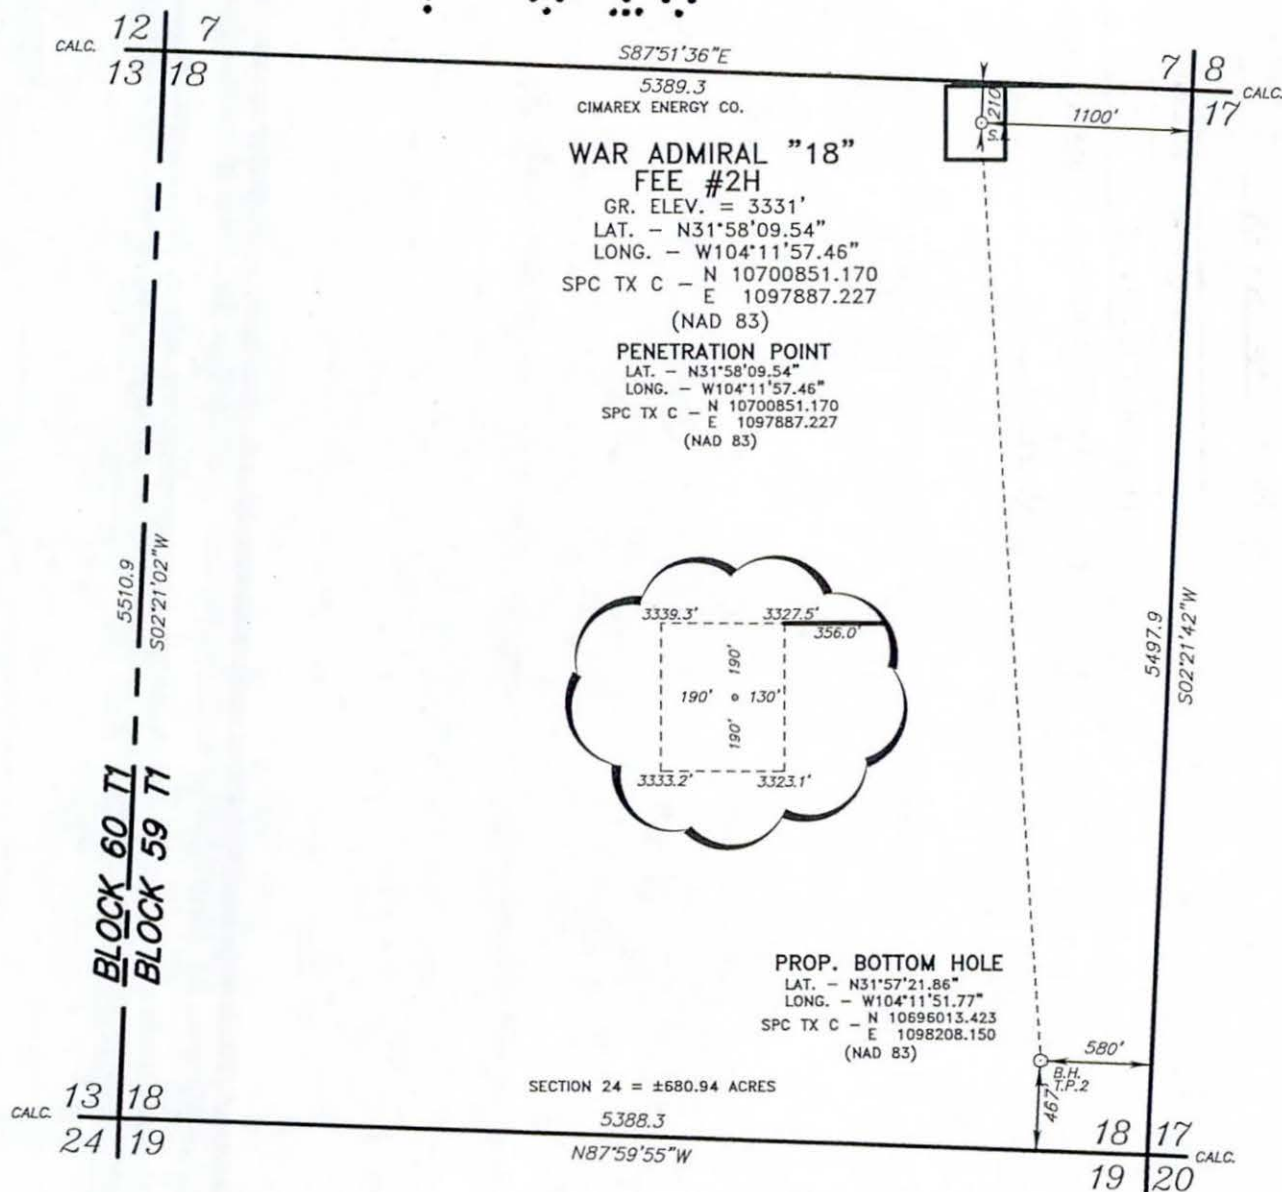 12 7
CALC.
13 18
S87°51'36"E
5389.3
CIMAREX ENERGY CO.
7 8
CALC.
17
210'
S.L.
1100'
WAR ADMIRAL "18"
FEE #2H
GR. ELEV. = 3331'
LAT. - N31°58'09.54"
LONG. - W104°11'57.46"
SPC TX C - N 10700851.170
E 1097887.227
(NAD 83)
PENETRATION POINT
LAT. - N31°58'09.54"
LONG. - W104°11'57.46"
SPC TX C - N 10700851.170
E 1097887.227
(NAD 83)
5510.9
S02°21'02"W
3339.3' 3327.5'
356.0'
190'
190' 130'
190'
3333.2' 3323.1'
5497.9
S02°21'42"W
BLOCK 60 T1
BLOCK 59 T1
PROP. BOTTOM HOLE
LAT. - N31°57'21.86"
LONG. - W104°11'51.77"
SPC TX C - N 10696013.423
E 1098208.150
(NAD 83)
580'
B.H.
T.P.2
467'
SECTION 24 = ±680.94 ACRES
5388.3
N87°59'55"W
13 18
CALC.
24 19
18 17
CALC.
19 20